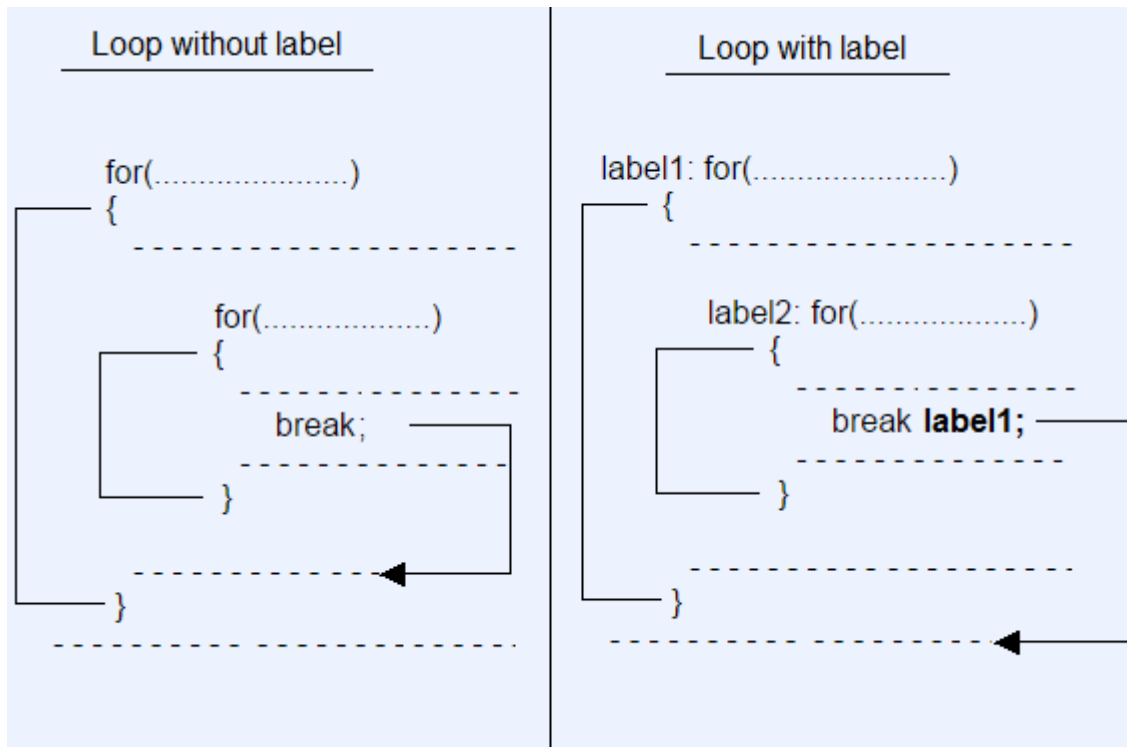 Loop without label
for(......................)
{
- - - - - - - - - - - - - - - - - - - - -
for(...................)
{
- - - - - - - - - - - - - - -
break;
- - - - - - - - - - - - - - -
}
- - - - - - - - - - - - - -
}
- - - - - - - - - - - - - - - - - - - - - - - -
Loop with label
label1: for(......................)
{
- - - - - - - - - - - - - - - - - - - - -
label2: for(...................)
{
- - - - - - - - - - - - - - -
break label1;
- - - - - - - - - - - - - - -
}
- - - - - - - - - - - - - - - - - - - - -
}
- - - - - - - - - - - - - - - - - - - - -